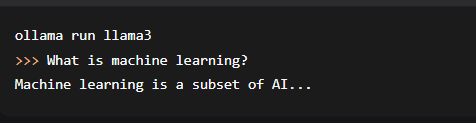 ollama run llama3
>>> What is machine learning?
Machine learning is a subset of AI...